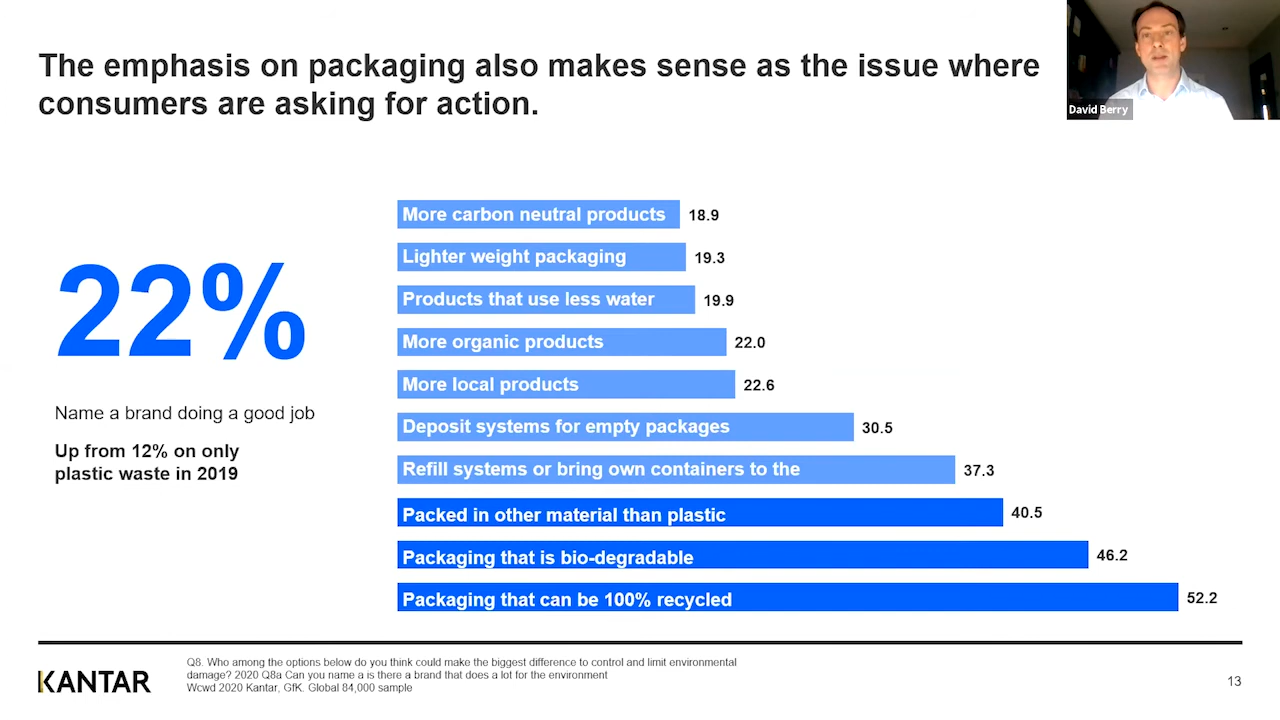 The emphasis on packaging also makes sense as the issue where
consumers are asking for action.
David Berry
22%
Name a brand doing a good job
Up from 12% on only
plastic waste in 2019
More carbon neutral products 18.9
Lighter weight packaging 19.3
Products that use less water 19.9
More organic products 22.0
More local products 22.6
Deposit systems for empty packages 30.5
Refill systems or bring own containers to the 37.3
Packed in other material than plastic 40.5
Packaging that is bio-degradable 46.2
Packaging that can be 100% recycled 52.2
KANTAR
Q8. Who among the options below do you think could make the biggest difference to control and limit environmental
damage? 2020 Q8a Can you name a is there a brand that does a lot for the environment
Wcwd 2020 Kantar, GfK. Global 84,000 sample
13